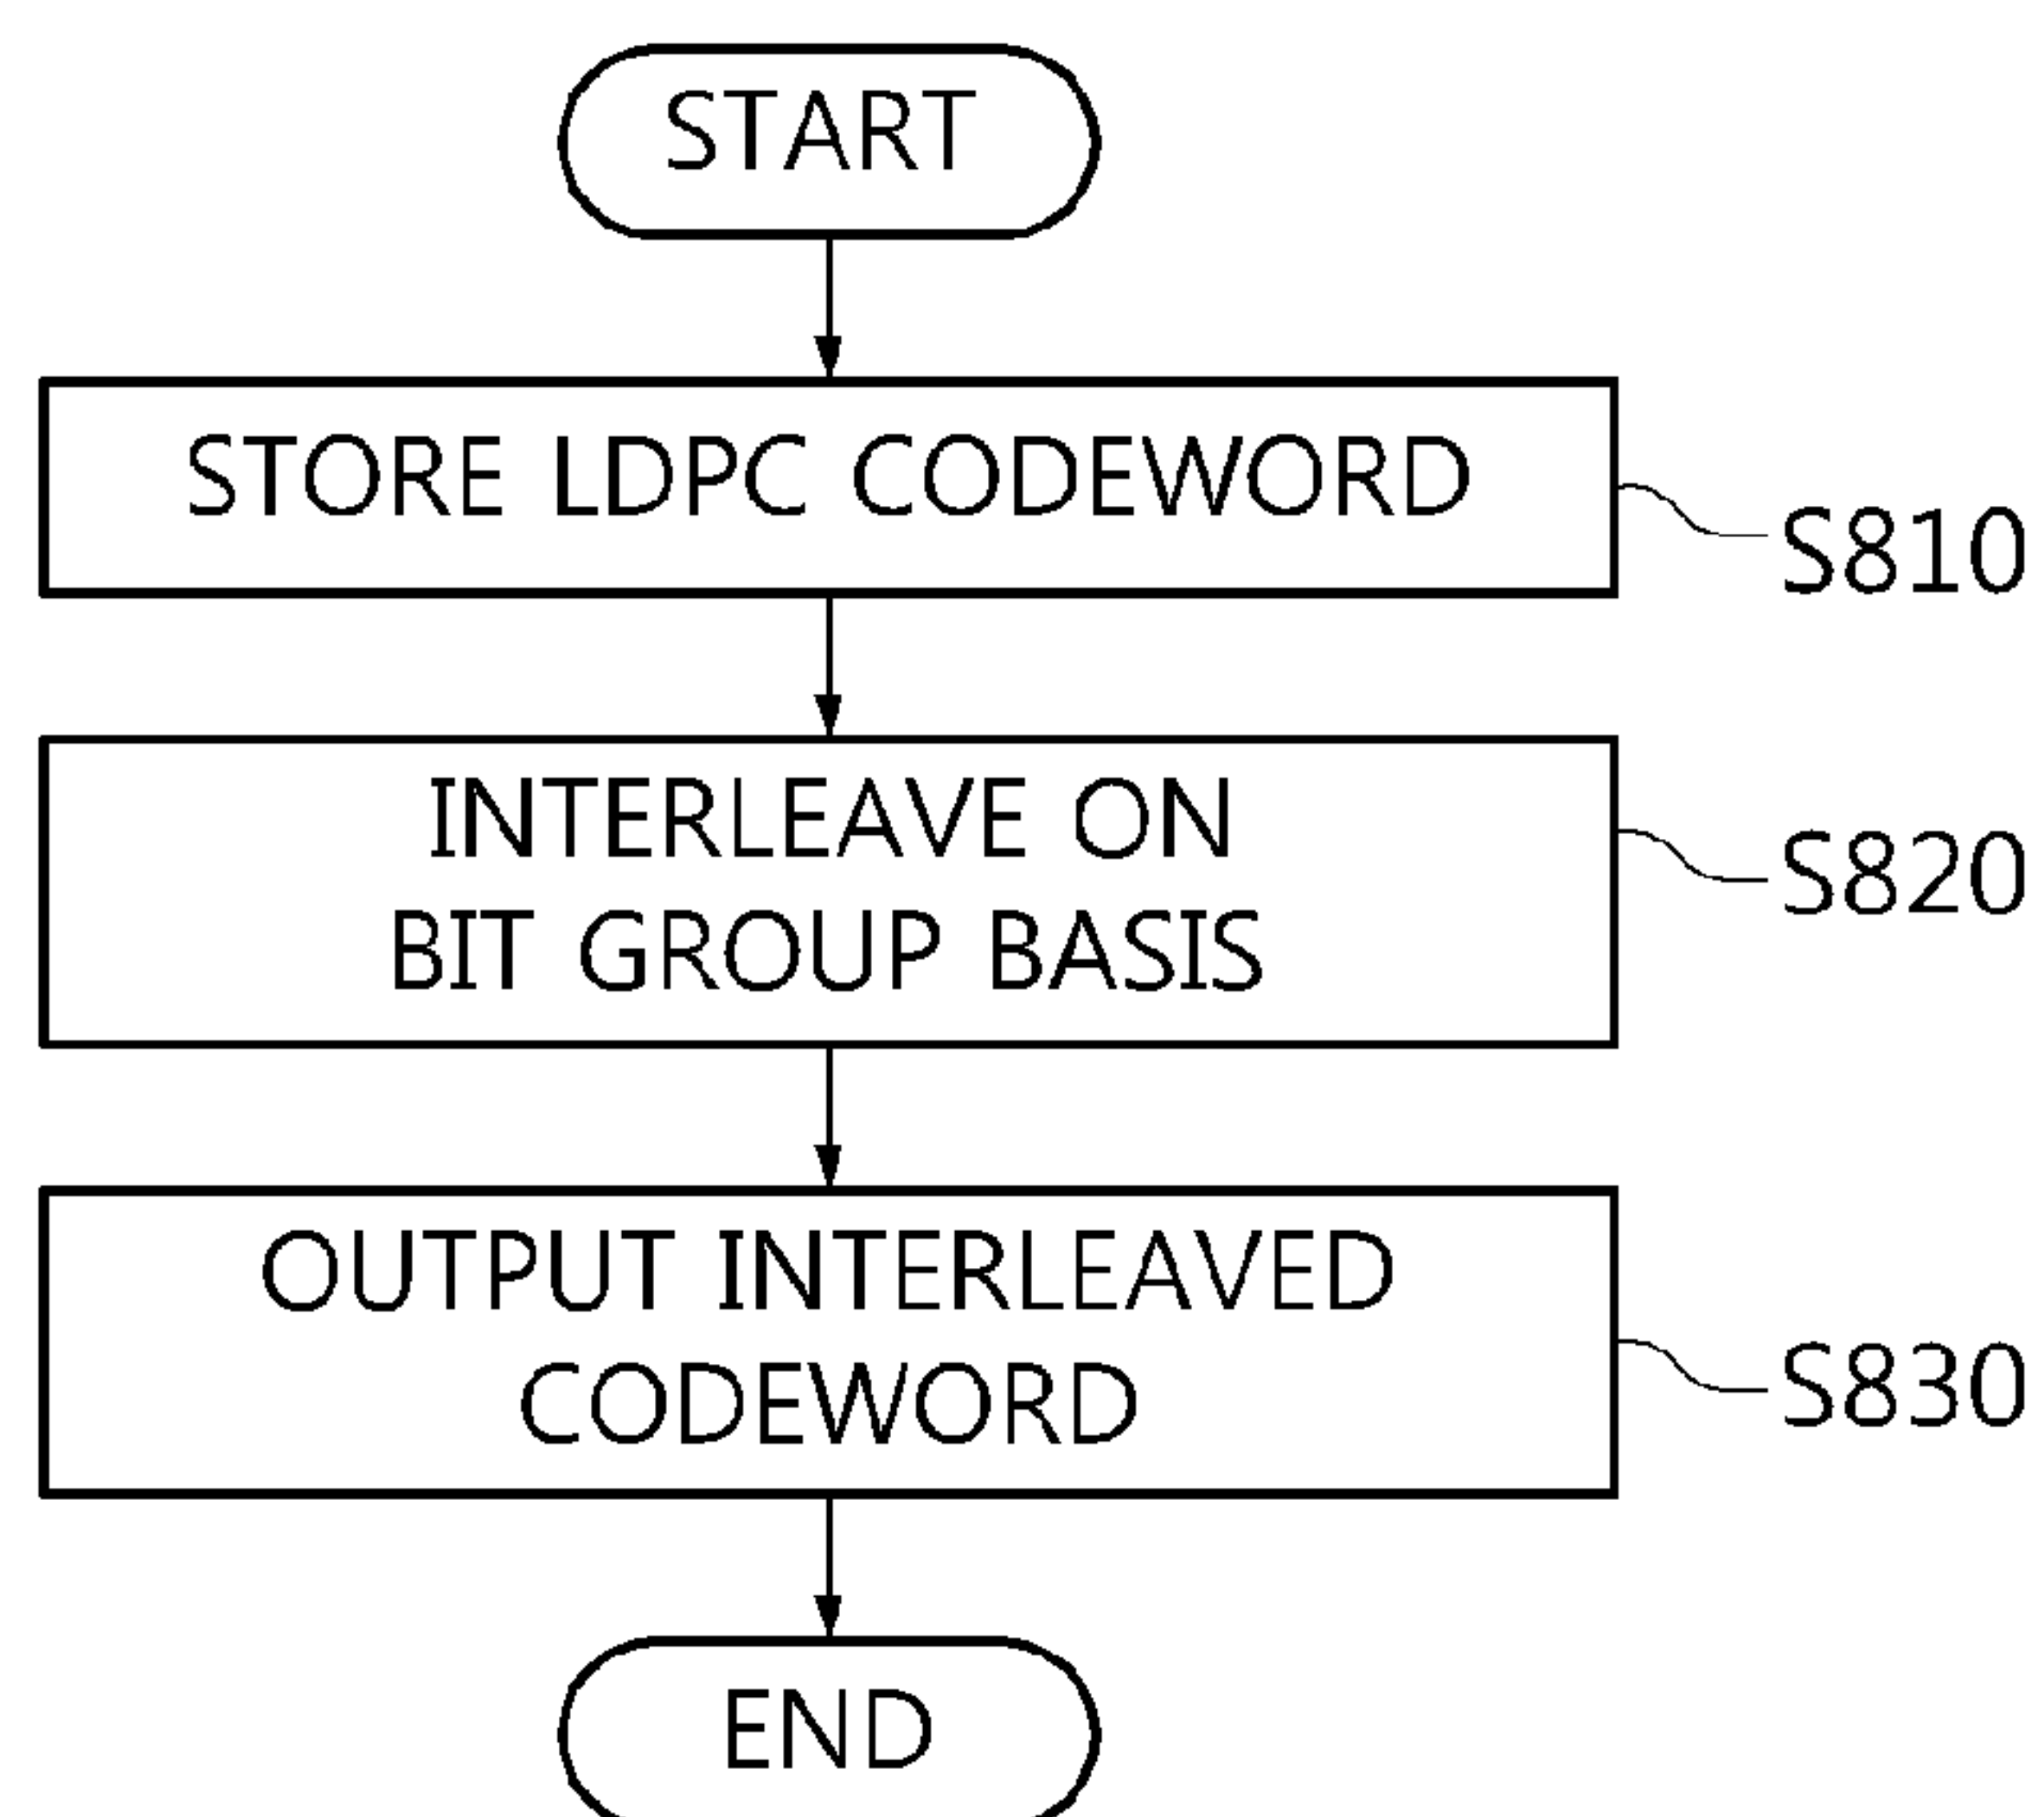 START
STORE LDPC CODEWORD
S810
INTERLEAVE ON
BIT GROUP BASIS
S820
OUTPUT INTERLEAVED
CODEWORD
S830
END